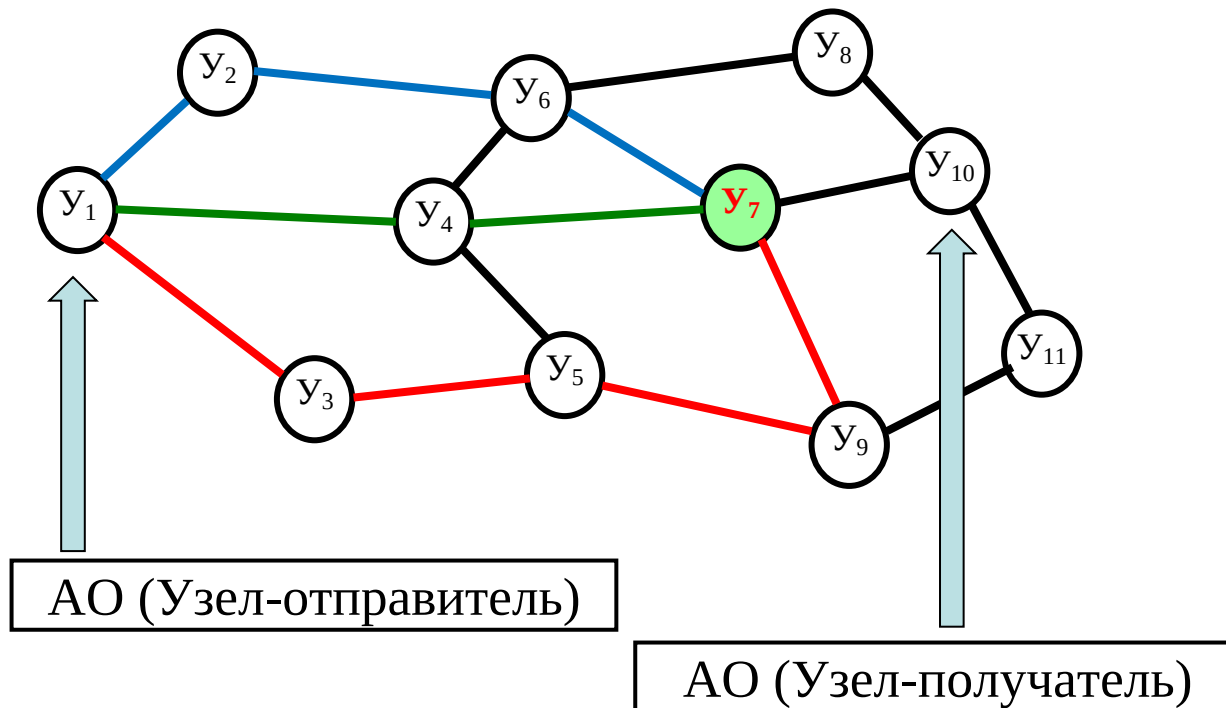 У8
У2
У6
У10
У7
У1
У4
У11
У5
У3
У9
АО (Узел-отправитель)
АО (Узел-получатель)